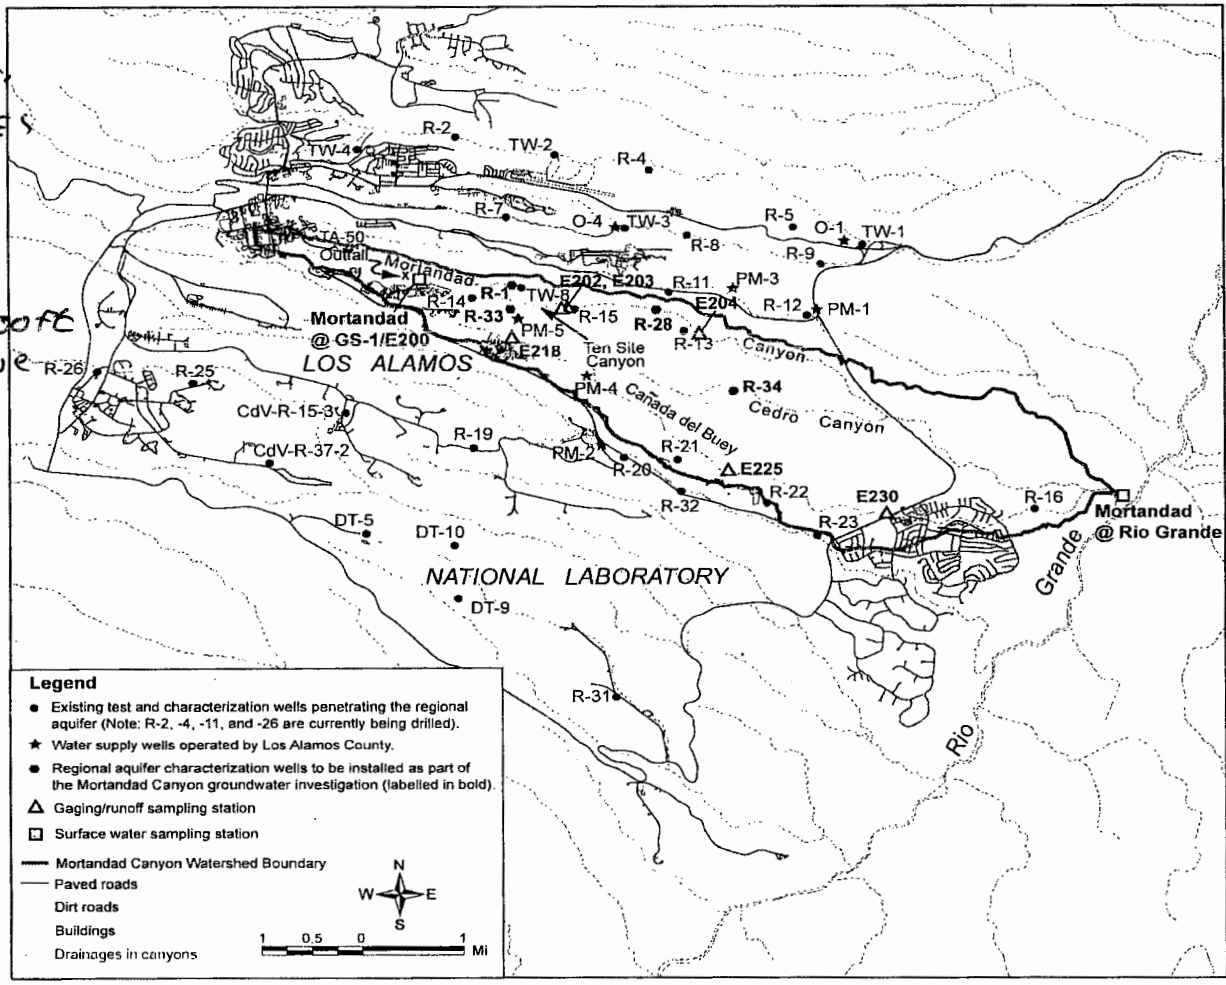 R-2
TW-2
TW-4
R-4
R-7
O-4
TW-3
R-8
R-5
O-1
TW-1
R-9
TA-50
Outfall
Mortandad
E202, E203
R-11
PM-3
R-14
R-1
TW-8
E204
R-12
PM-1
R-33
R-15
R-28
Mortandad
@ GS-1/E200
PM-5
R-13
Canyon
E218
Ten Site
Canyon
LOS ALAMOS
R-26
R-25
PM-4
R-34
Cañada del Buey
Cedro Canyon
CdV-R-15-3
R-19
CdV-R-37-2
PM-2
R-20
R-21
E225
R-32
R-22
E230
R-16
Mortandad
@ Rio Grande
DT-5
DT-10
R-23
Grande
NATIONAL LABORATORY
DT-9
R-31
Rio
Legend
Existing test and characterization wells penetrating the regional
aquifer (Note: R-2, -4, -11, and -26 are currently being drilled).
Water supply wells operated by Los Alamos County.
Regional aquifer characterization wells to be installed as part of
the Mortandad Canyon groundwater investigation (labelled in bold).
Gaging/runoff sampling station
Surface water sampling station
Mortandad Canyon Watershed Boundary
Paved roads
Dirt roads
Buildings
Drainages in canyons
N
W E
S
1 0.5 0 1
Mi